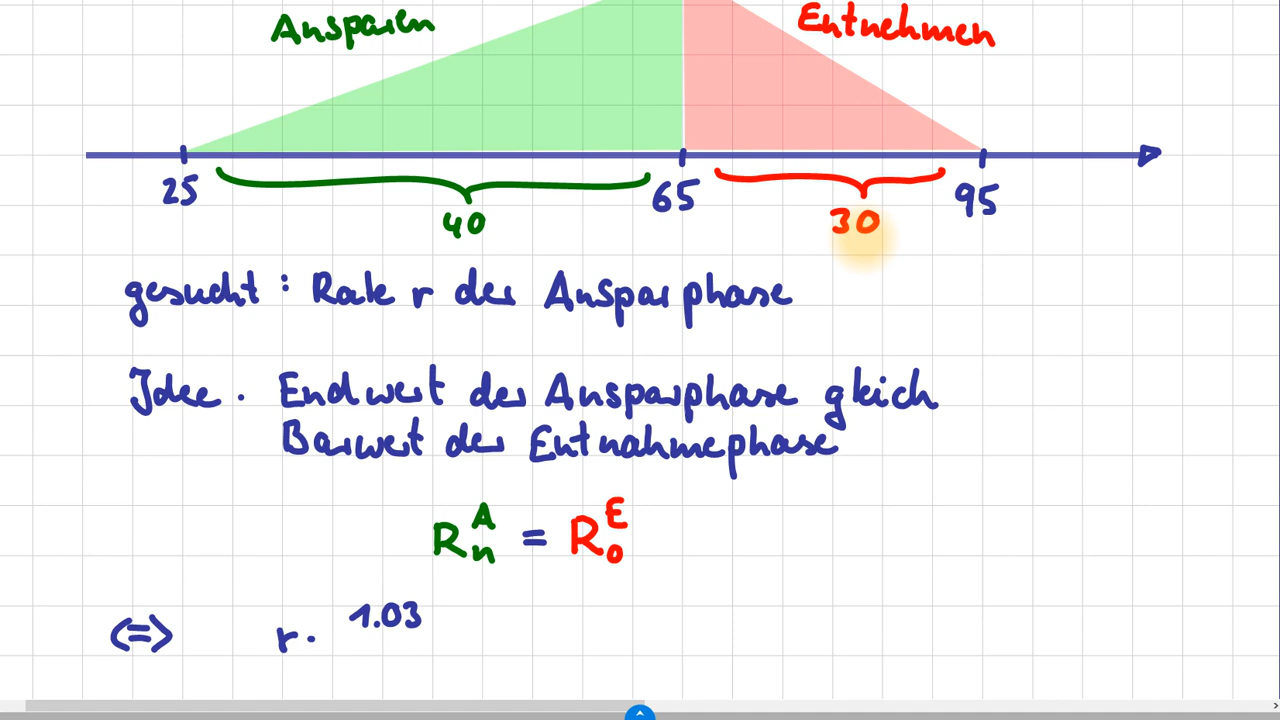 Ansparen Entnehmen
25 65 95
40 30
gesucht : Rate r der Ansparphase
Idee. Endwert der Ansparphase gleich
Barwert der Entnahmephase
R_n^A = R_0^E
<=> r · 1.03